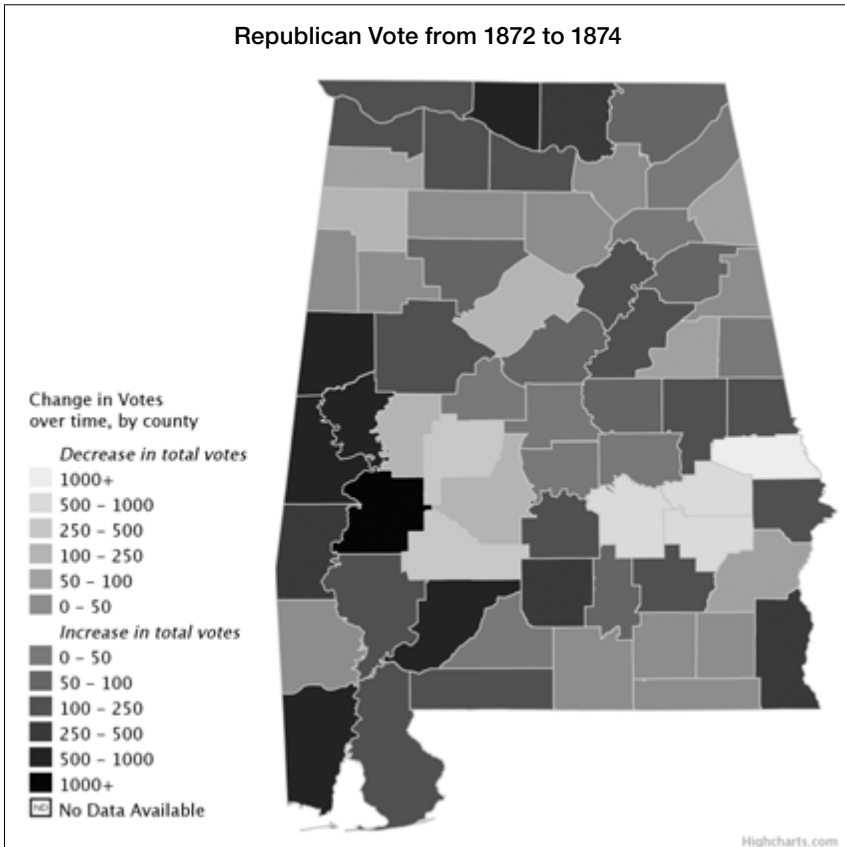 Republican Vote from 1872 to 1874
Change in Votes
over time, by county
Decrease in total votes
1000+
500 – 1000
250 – 500
100 – 250
50 – 100
0 – 50
Increase in total votes
0 – 50
50 – 100
100 – 250
250 – 500
500 – 1000
1000+
ND No Data Available
Highcharts.com